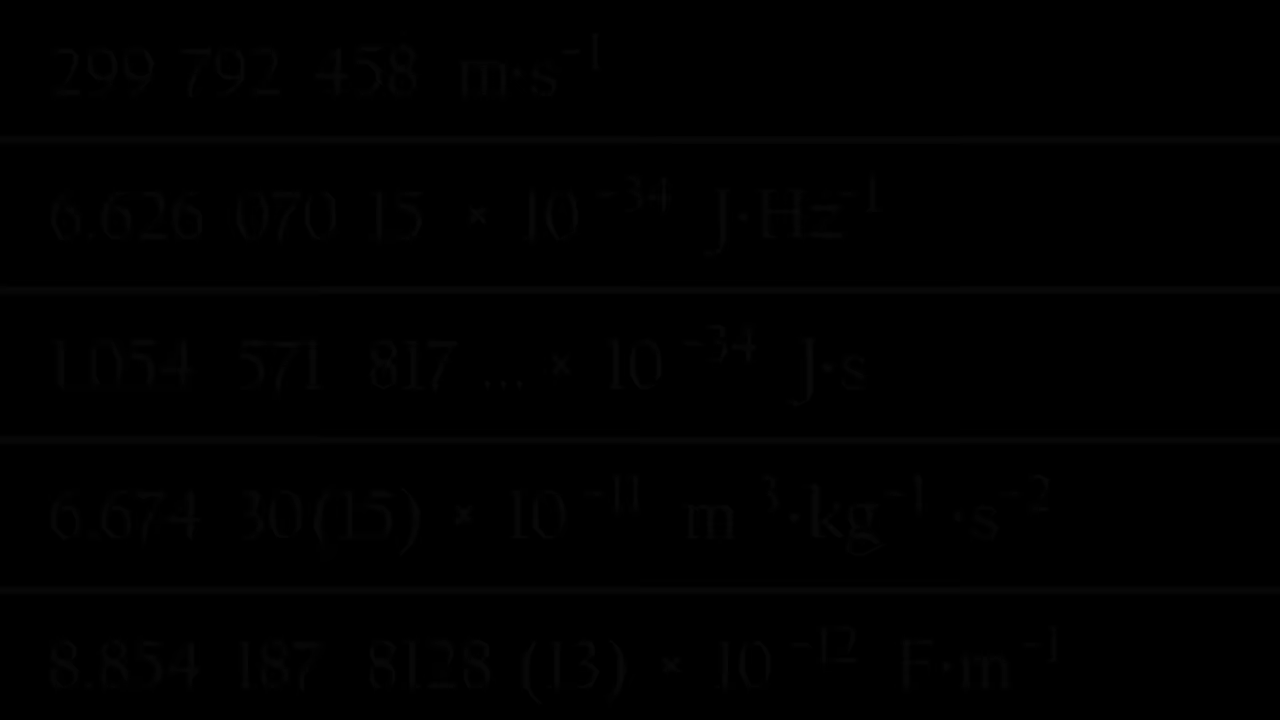 299 792 458 m·s⁻¹
6.626 070 15 × 10⁻³⁴ J·Hz⁻¹
1.054 571 817 ... × 10⁻³⁴ J·s
6.674 30(15) × 10⁻¹¹ m³·kg⁻¹·s⁻²
8.854 187 8128 (13) × 10⁻¹² F·m⁻¹